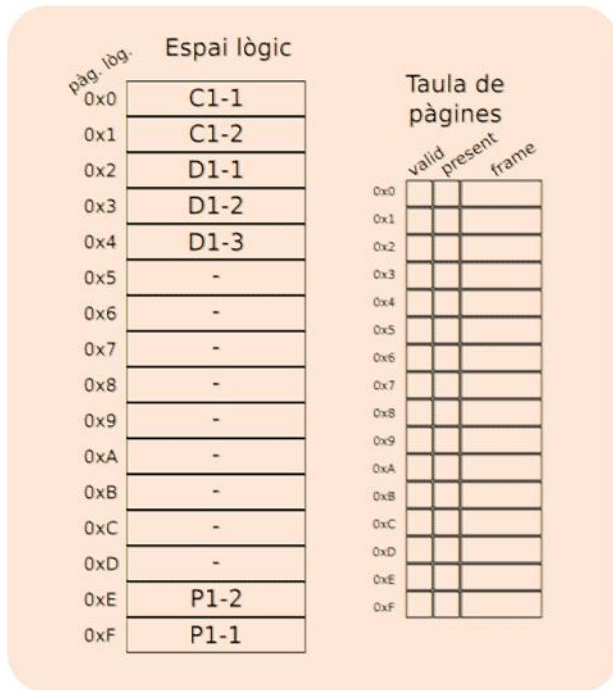 Espai lògic
pàg. lòg.
0x0 C1-1
0x1 C1-2
0x2 D1-1
0x3 D1-2
0x4 D1-3
0x5 -
0x6 -
0x7 -
0x8 -
0x9 -
0xA -
0xB -
0xC -
0xD -
0xE P1-2
0xF P1-1
Taula de
pàgines
valid present frame
0x0
0x1
0x2
0x3
0x4
0x5
0x6
0x7
0x8
0x9
0xA
0xB
0xC
0xD
0xE
0xF